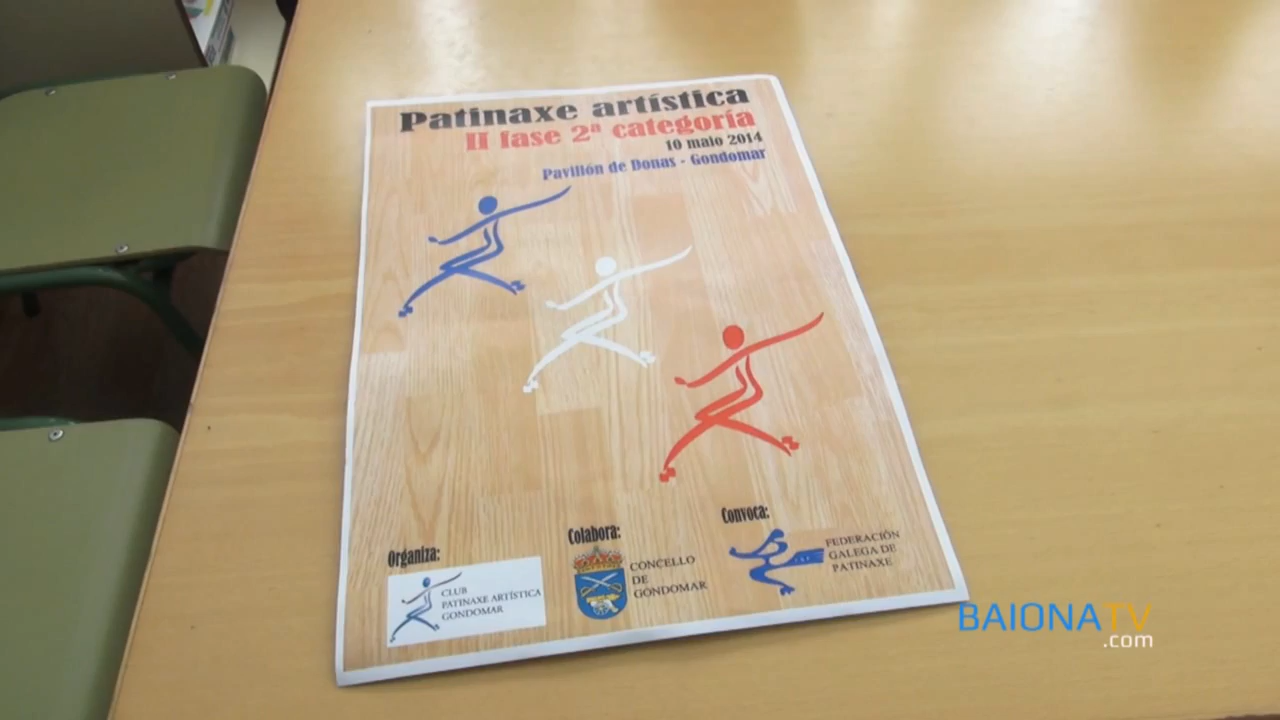 Patinaxe artística
II fase 2ª categoría
10 maio 2014
Pavillón de Donas - Gondomar
Organiza:
CLUB
PATINAXE ARTÍSTICA
GONDOMAR
Colabora:
CONCELLO
DE
GONDOMAR
Convoca:
FEDERACIÓN
GALEGA DE
PATINAXE
BAIONATV
.com